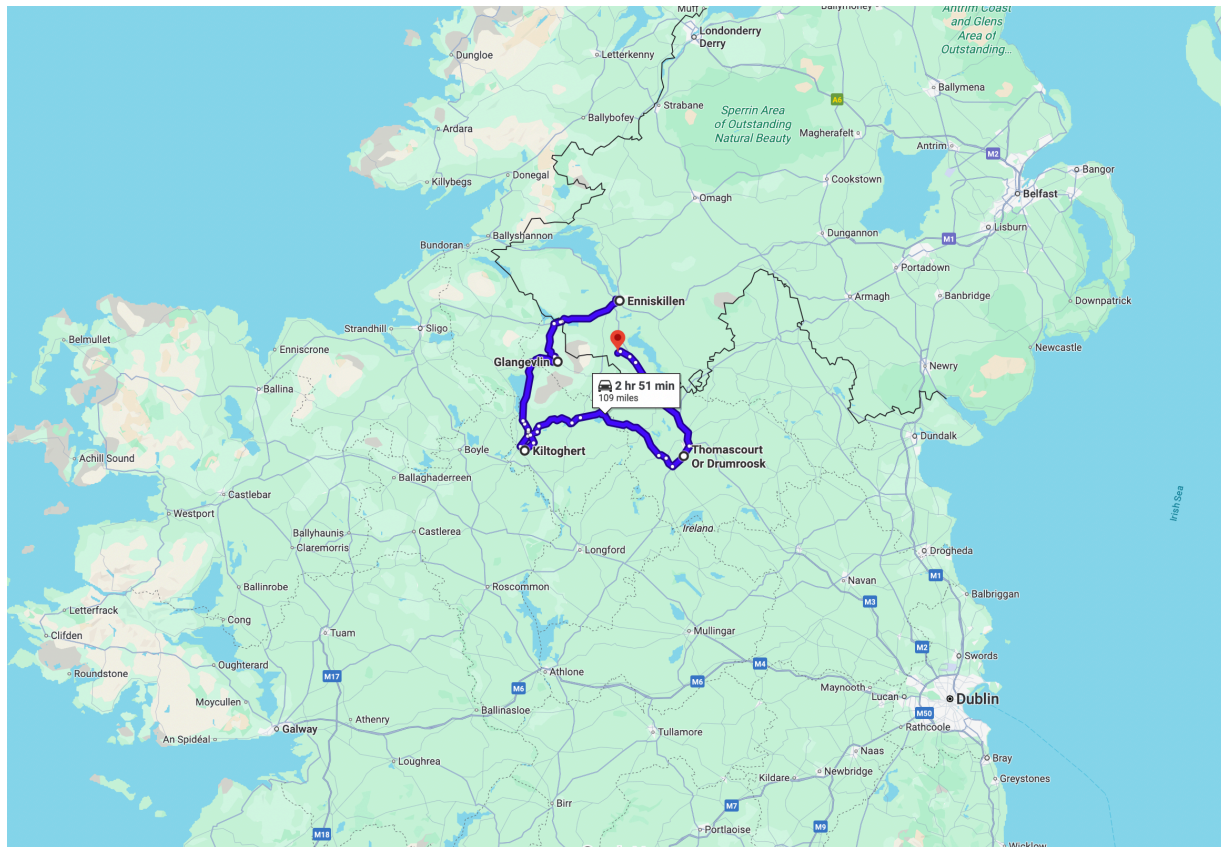 Muff
Ballymoney
Londonderry
Derry
Antrim Coast
and Glens
Area of
Outstanding...
Dungloe
Letterkenny
Ballymena
A6
Strabane
Sperrin Area
of Outstanding
Natural Beauty
Ballybofey
Ardara
Magherafelt
Antrim
M2
Bangor
Donegal
Killybegs
Cookstown
Belfast
Omagh
Ballyshannon
Dungannon
M1
Lisburn
Bundoran
Portadown
Enniskillen
Armagh
Banbridge
Downpatrick
Strandhill
Sligo
Belmullet
Enniscrone
Newcastle
Glangevlin
Newry
Ballina
2 hr 51 min
109 miles
Dundalk
Boyle
Kiltoghert
Thomascourt
Or Drumroosk
Achill Sound
Ballaghaderreen
Castlebar
Westport
Irish Sea
Ireland
Ballyhaunis
Castlerea
Claremorris
Longford
Drogheda
M1
Navan
Ballinrobe
Roscommon
Balbriggan
M3
Letterfrack
Cong
Clifden
Tuam
Mullingar
M2
Swords
Oughterard
Roundstone
M17
Athlone
M4
M6
M6
Maynooth
Lucan
Dublin
Moycullen
Ballinasloe
M50
Athenry
Galway
Rathcoole
An Spidéal
Tullamore
Naas
Bray
Loughrea
Newbridge
Kildare
Greystones
Birr
M7
M18
Portlaoise
M9
Wicklow